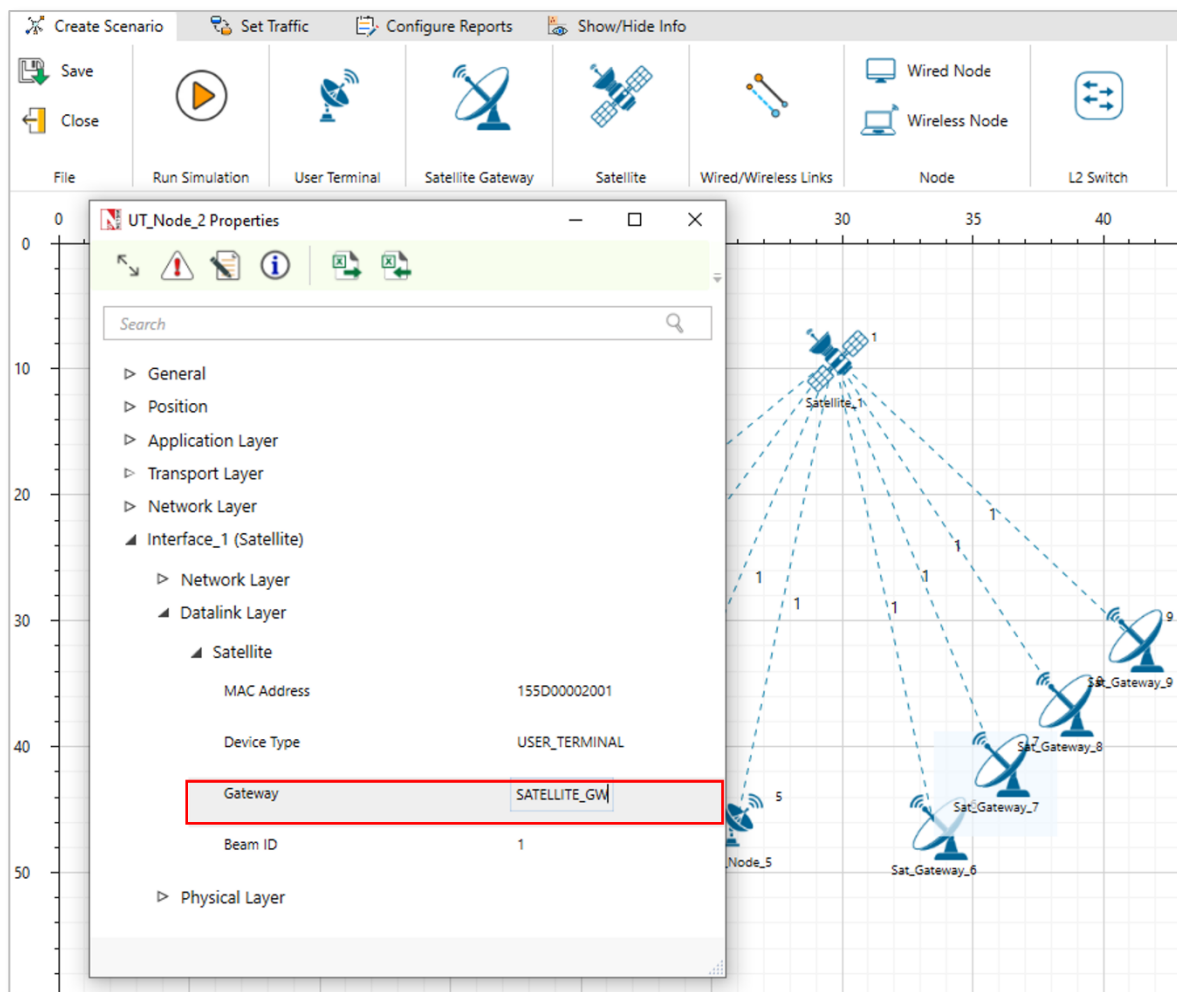 Create Scenario Set Traffic Configure Reports Show/Hide Info
Save
Close
Wired Node
Wireless Node
File Run Simulation User Terminal Satellite Gateway Satellite Wired/Wireless Links Node L2 Switch
0 30 35 40
0
10
20
30
40
50
UT_Node_2 Properties
Search
General
Position
Application Layer
Transport Layer
Network Layer
Interface_1 (Satellite)
Network Layer
Datalink Layer
Satellite
MAC Address 155D00002001
Device Type USER_TERMINAL
Gateway SATELLITE_GW
Beam ID 1
Physical Layer
1
Satellite_1
1
1
1
1
1
1
9
Sat_Gateway_9
8
Sat_Gateway_8
7
Sat_Gateway_7
5
_Node_5
6
Sat_Gateway_6